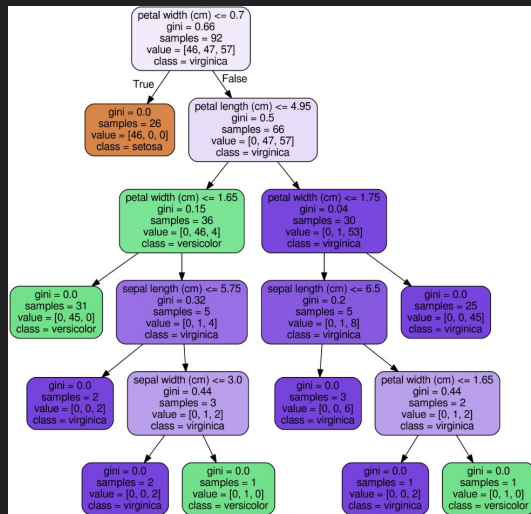 petal width (cm) <= 0.7
gini = 0.66
samples = 92
value = [46, 47, 57]
class = virginica
True
False
gini = 0.0
samples = 26
value = [46, 0, 0]
class = setosa
petal length (cm) <= 4.95
gini = 0.5
samples = 66
value = [0, 47, 57]
class = virginica
petal width (cm) <= 1.65
gini = 0.15
samples = 36
value = [0, 46, 4]
class = versicolor
petal width (cm) <= 1.75
gini = 0.04
samples = 30
value = [0, 1, 53]
class = virginica
gini = 0.0
samples = 31
value = [0, 45, 0]
class = versicolor
sepal length (cm) <= 5.75
gini = 0.32
samples = 5
value = [0, 1, 4]
class = virginica
sepal length (cm) <= 6.5
gini = 0.2
samples = 5
value = [0, 1, 8]
class = virginica
gini = 0.0
samples = 25
value = [0, 0, 45]
class = virginica
gini = 0.0
samples = 2
value = [0, 0, 2]
class = virginica
sepal width (cm) <= 3.0
gini = 0.44
samples = 3
value = [0, 1, 2]
class = virginica
gini = 0.0
samples = 3
value = [0, 0, 6]
class = virginica
petal width (cm) <= 1.65
gini = 0.44
samples = 2
value = [0, 1, 2]
class = virginica
gini = 0.0
samples = 2
value = [0, 0, 2]
class = virginica
gini = 0.0
samples = 1
value = [0, 1, 0]
class = versicolor
gini = 0.0
samples = 1
value = [0, 0, 2]
class = virginica
gini = 0.0
samples = 1
value = [0, 1, 0]
class = versicolor